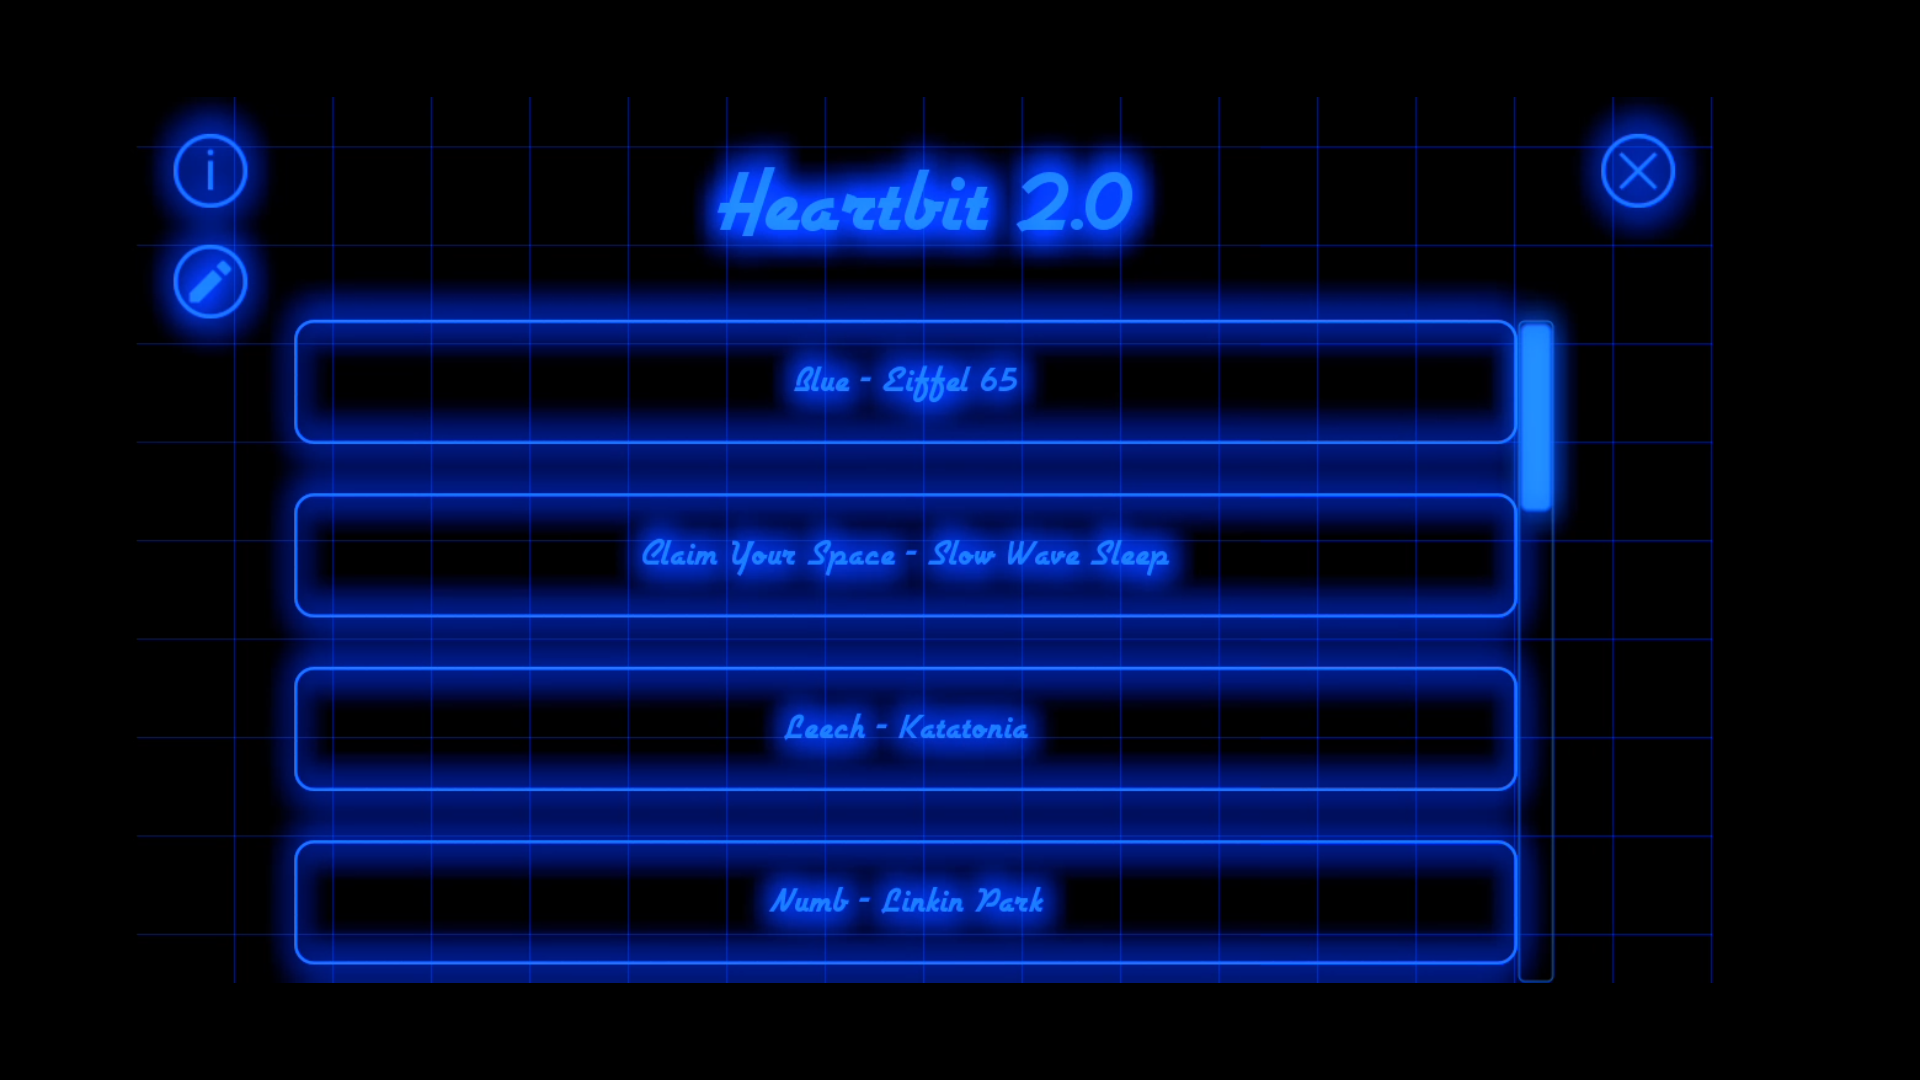 Heartbit 2.0
Blue - Eiffel 65
Claim Your Space - Slow Wave Sleep
Leech - Katatonia
Numb - Linkin Park